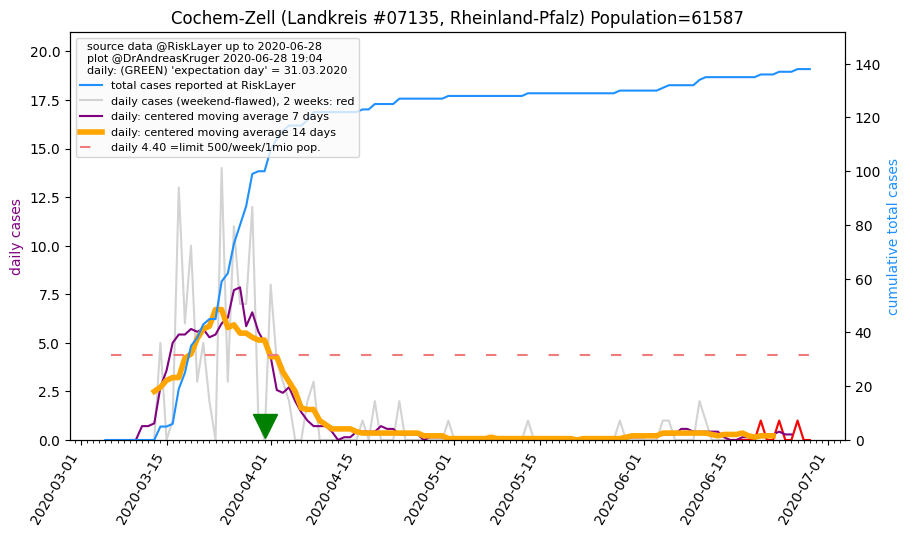 Cochem-Zell (Landkreis #07135, Rheinland-Pfalz) Population=61587
source data @RiskLayer up to 2020-06-28
plot @DrAndreasKruger 2020-06-28 19:04
daily: (GREEN) 'expectation day' = 31.03.2020
total cases reported at RiskLayer
daily cases (weekend-flawed), 2 weeks: red
daily: centered moving average 7 days
daily: centered moving average 14 days
daily 4.40 =limit 500/week/1mio pop.
daily cases
20.0
17.5
15.0
12.5
10.0
7.5
5.0
2.5
0.0
140
120
100
80
60
40
20
0
cumulative total cases
2020-03-01
2020-03-15
2020-04-01
2020-04-15
2020-05-01
2020-05-15
2020-06-01
2020-06-15
2020-07-01